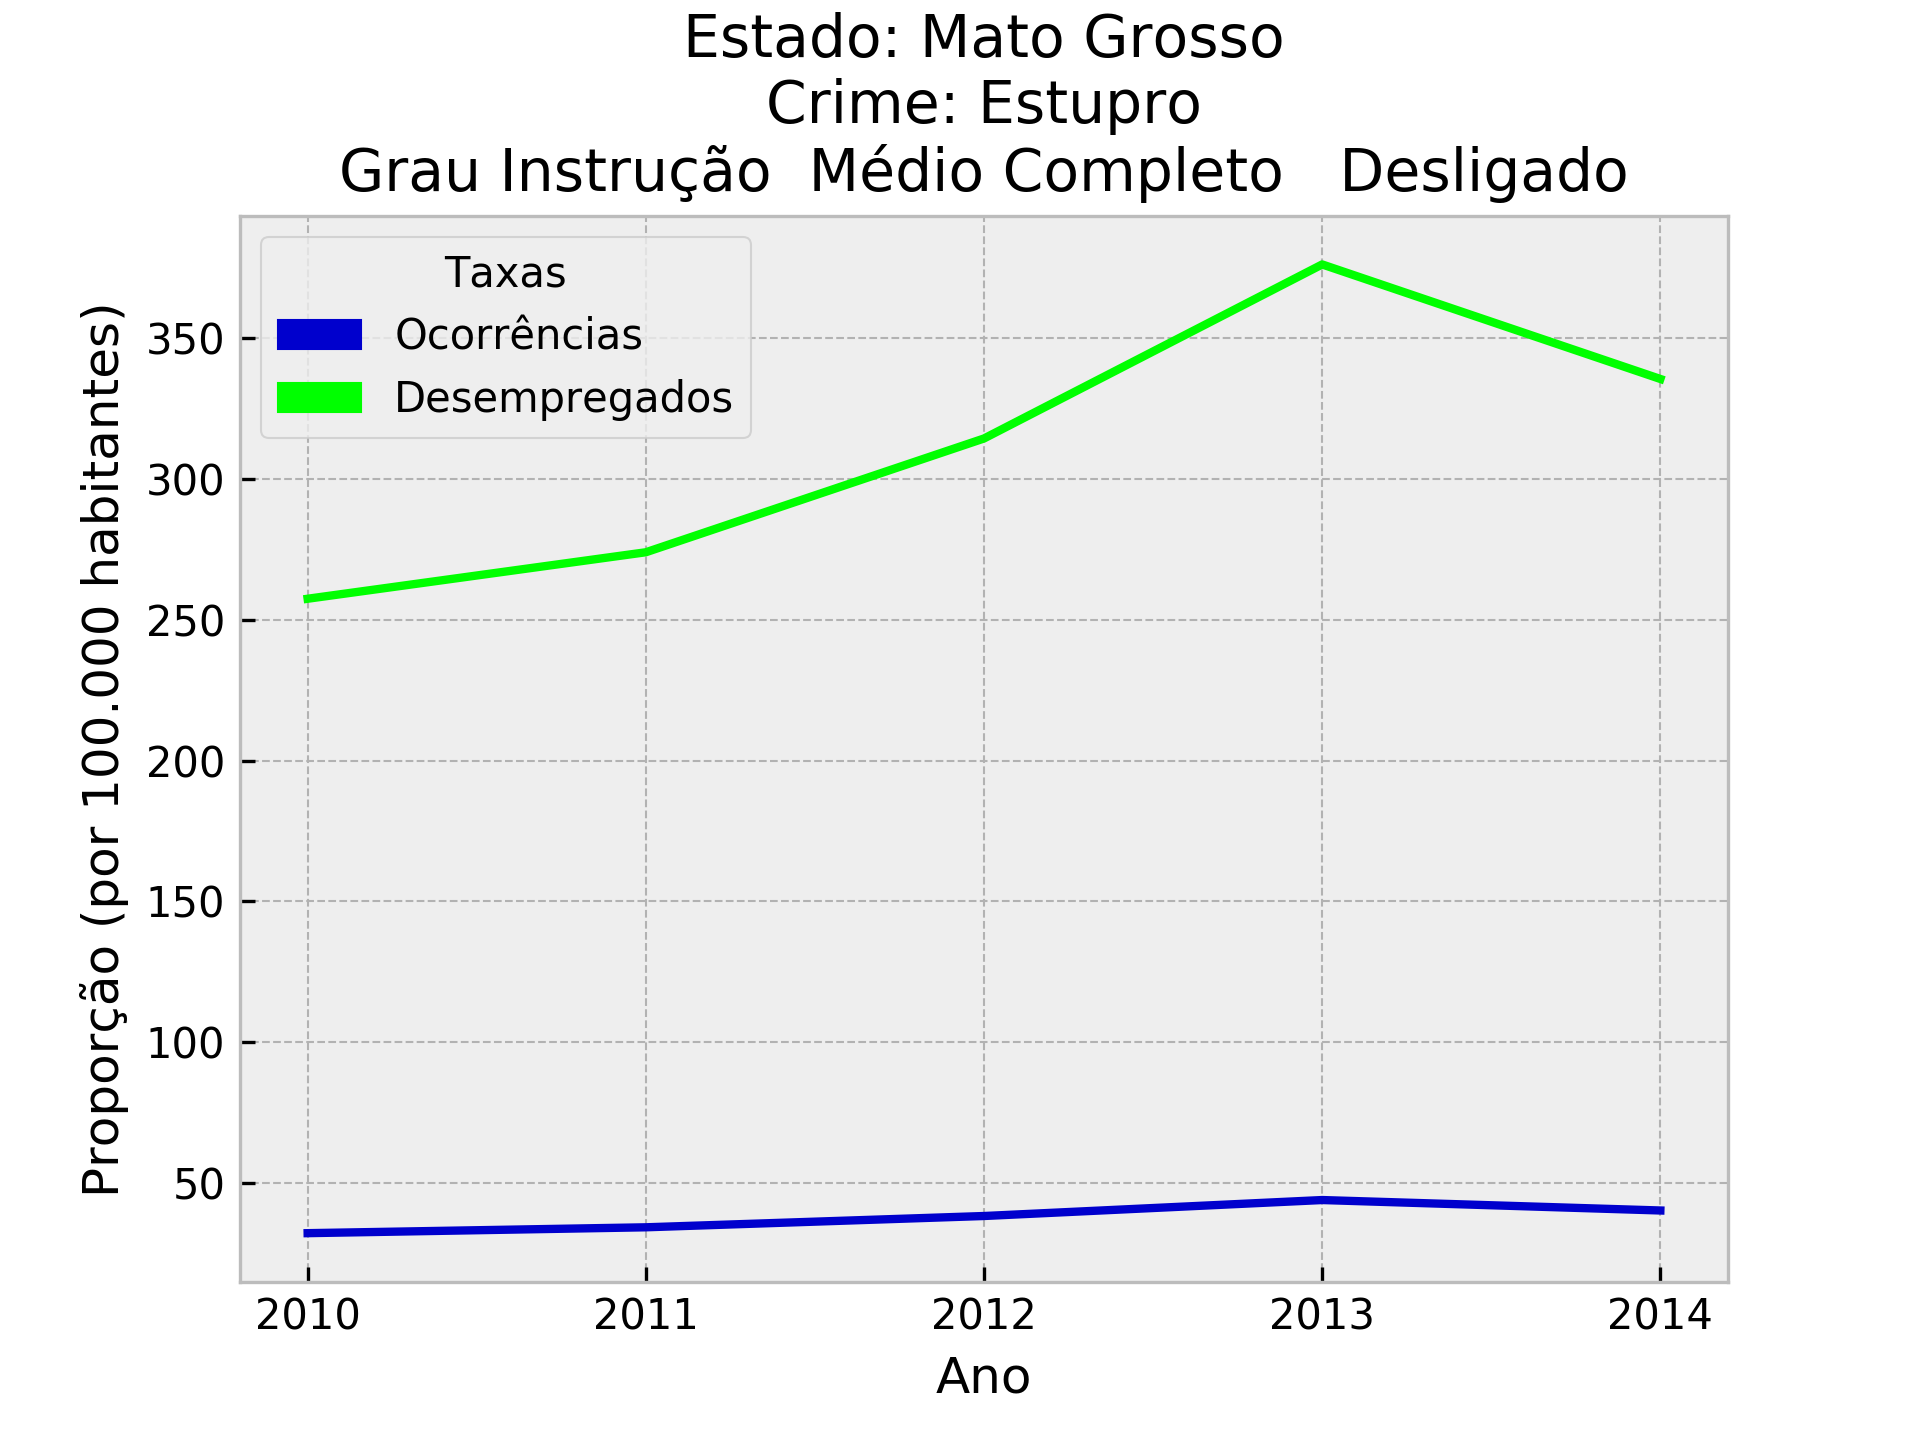 Estado: Mato Grosso
Crime: Estupro
Grau Instrução  Médio Completo   Desligado
Taxas
Ocorrências
Desempregados
Proporção (por 100.000 habitantes)
350
300
250
200
150
100
50
2010 2011 2012 2013 2014
Ano